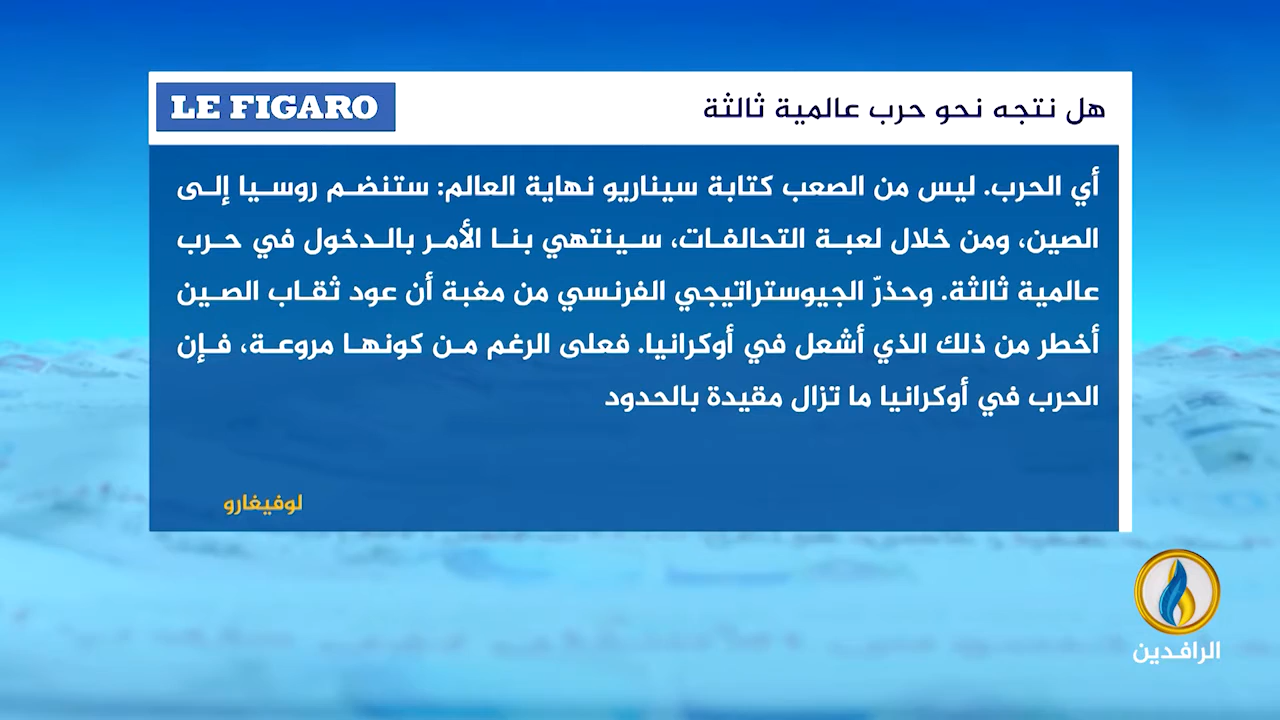 LE FIGARO
هل نتجه نحو حرب عالمية ثالثة
أي الحرب. ليس من الصعب كتابة سيناريو نهاية العالم: ستنضم روسيا إلى
الصين، ومن خلال لعبة التحالفات، سينتهي بنا الأمر بالدخول في حرب
عالمية ثالثة. وحذرّ الجيوستراتيجي الفرنسي من مغبة أن عود ثقاب الصين
أخطر من ذلك الذي أشعل في أوكرانيا. فعلى الرغم من كونها مروعة، فإن
الحرب في أوكرانيا ما تزال مقيدة بالحدود
لوفيغارو
الرافدين